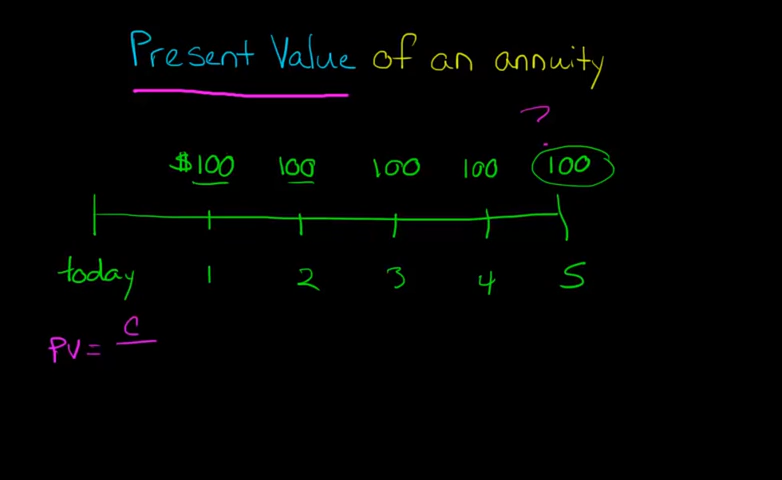 Present Value of an annuity
?
$100 100 100 100 100
today 1 2 3 4 5
PV = C